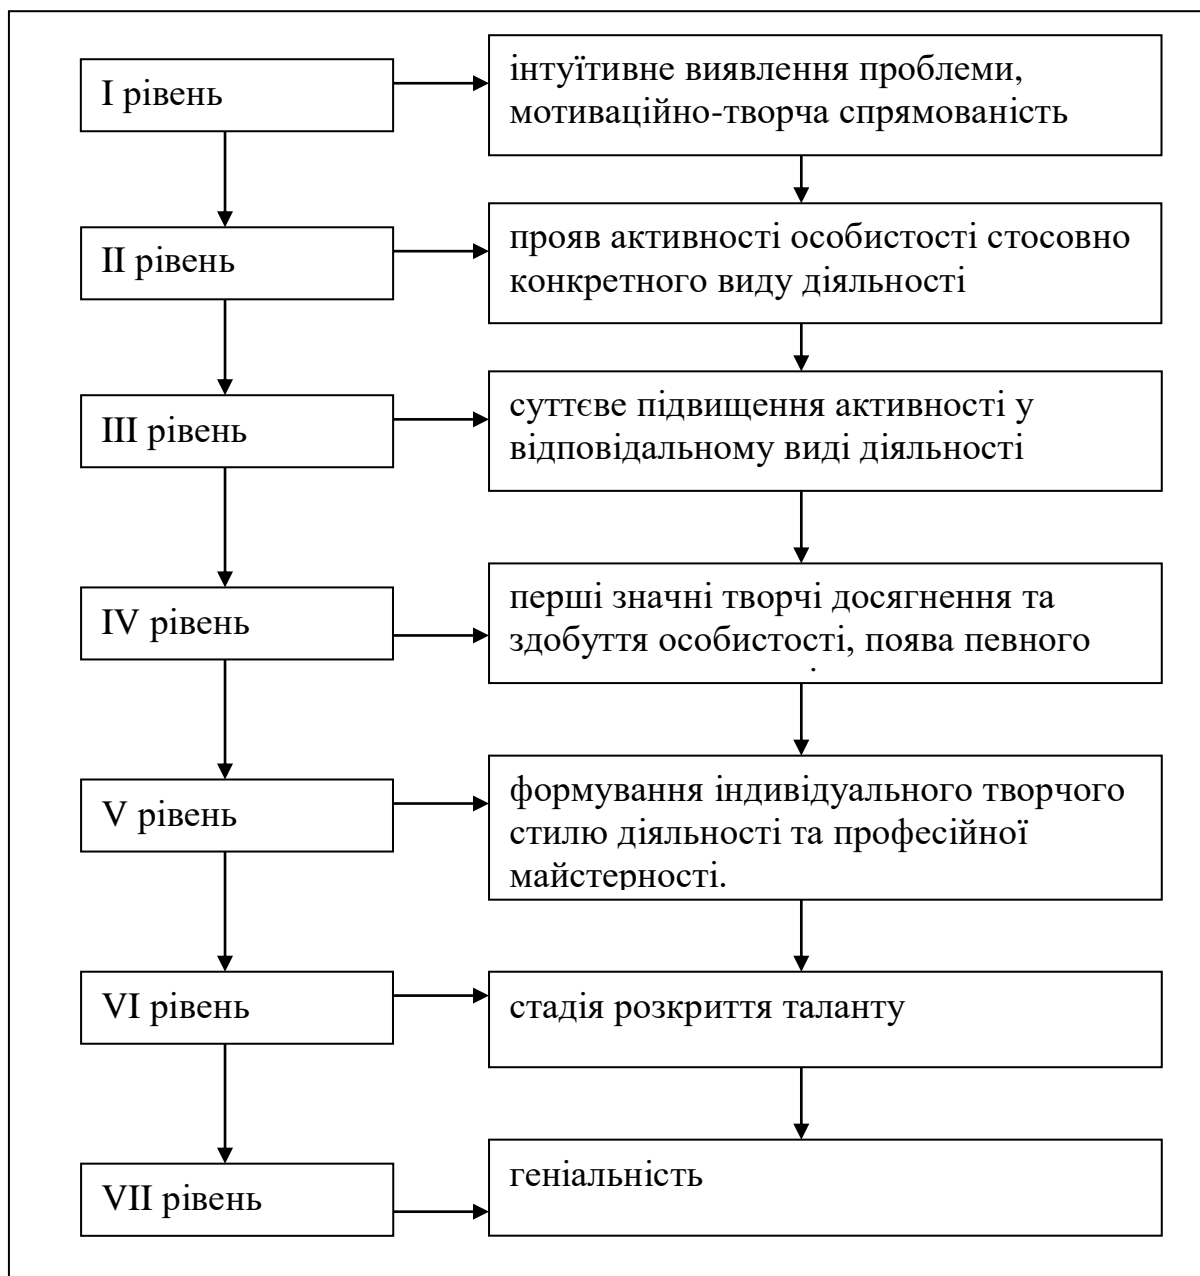 І рівень
інтуїтивне виявлення проблеми,
мотиваційно-творча спрямованість
ІІ рівень
прояв активності особистості стосовно
конкретного виду діяльності
ІІІ рівень
суттєве підвищення активності у
відповідальному виді діяльності
IV рівень
перші значні творчі досягнення та
здобуття особистості, поява певного
V рівень
формування індивідуального творчого
стилю діяльності та професійної
майстерності.
VI рівень
стадія розкриття таланту
VII рівень
геніальність